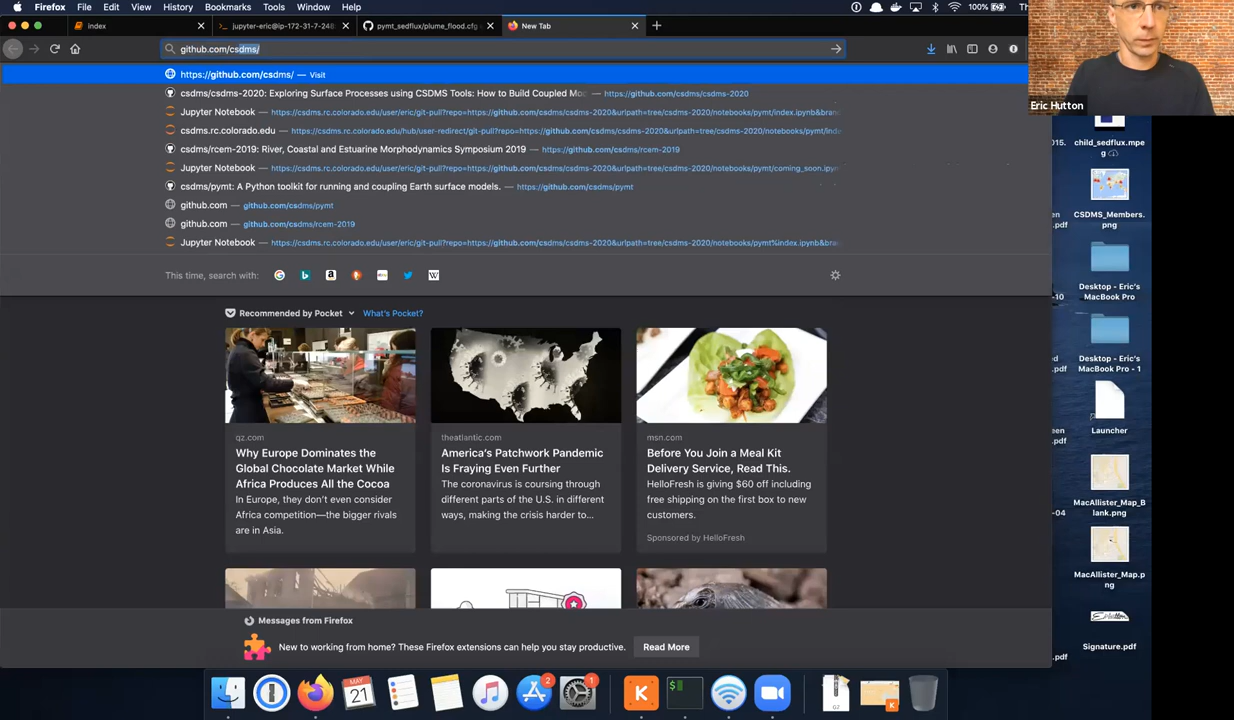 Firefox File Edit View History Bookmarks Tools Window Help
100%
index
jupyter-eric@ip-172-31-7-248
pymt_sedflux/plume_flood.cfg
New Tab
github.com/csdms/
https://github.com/csdms/ — Visit
csdms/csdms-2020: Exploring Surface Processes using CSDMS Tools: How to Build Coupled Mo — https://github.com/csdms/csdms-2020
Jupyter Notebook — https://csdms.rc.colorado.edu/user/eric/git-pull?repo=https://github.com/csdms/csdms-2020&urlpath=tree/csdms-2020/notebooks/pymt/index.ipynb&bran
csdms.rc.colorado.edu — https://csdms.rc.colorado.edu/hub/user-redirect/git-pull?repo=https://github.com/csdms/csdms-2020&urlpath=tree/csdms-2020/notebooks/pymt/in
csdms/rcem-2019: River, Coastal and Estuarine Morphodynamics Symposium 2019 — https://github.com/csdms/rcem-2019
Jupyter Notebook — https://csdms.rc.colorado.edu/user/eric/git-pull?repo=https://github.com/csdms/csdms-2020&urlpath=tree/csdms-2020/notebooks/pymt/coming_soon.ipyn
csdms/pymt: A Python toolkit for running and coupling Earth surface models. — https://github.com/csdms/pymt
github.com — github.com/csdms/pymt
github.com — github.com/csdms/rcem-2019
Jupyter Notebook — https://csdms.rc.colorado.edu/user/eric/git-pull?repo=https://github.com/csdms/csdms-2020&urlpath=tree/csdms-2020/notebooks/pymt%index.ipynb&bra
This time, search with:
Recommended by Pocket What's Pocket?
qz.com
Why Europe Dominates the
Global Chocolate Market While
Africa Produces All the Cocoa
In Europe, they don't even consider
Africa competition—the bigger rivals
are in Asia.
theatlantic.com
America's Patchwork Pandemic
Is Fraying Even Further
The coronavirus is coursing through
different parts of the U.S. in different
ways, making the crisis harder to...
msn.com
Before You Join a Meal Kit
Delivery Service, Read This.
HelloFresh is giving $60 off including
free shipping on the first box to new
customers.
Sponsored by HelloFresh
Messages from Firefox
New to working from home? These Firefox extensions can help you stay productive.
Read More
Eric Hutton
2015.
child_sedflux.mpe
g
CSDMS_Members.
png
Desktop - Eric's
MacBook Pro
Desktop - Eric's
MacBook Pro - 1
Launcher
MacAllister_Map_B
lank.png
MacAllister_Map.p
ng
Signature.pdf
MAY
21
2
1
K